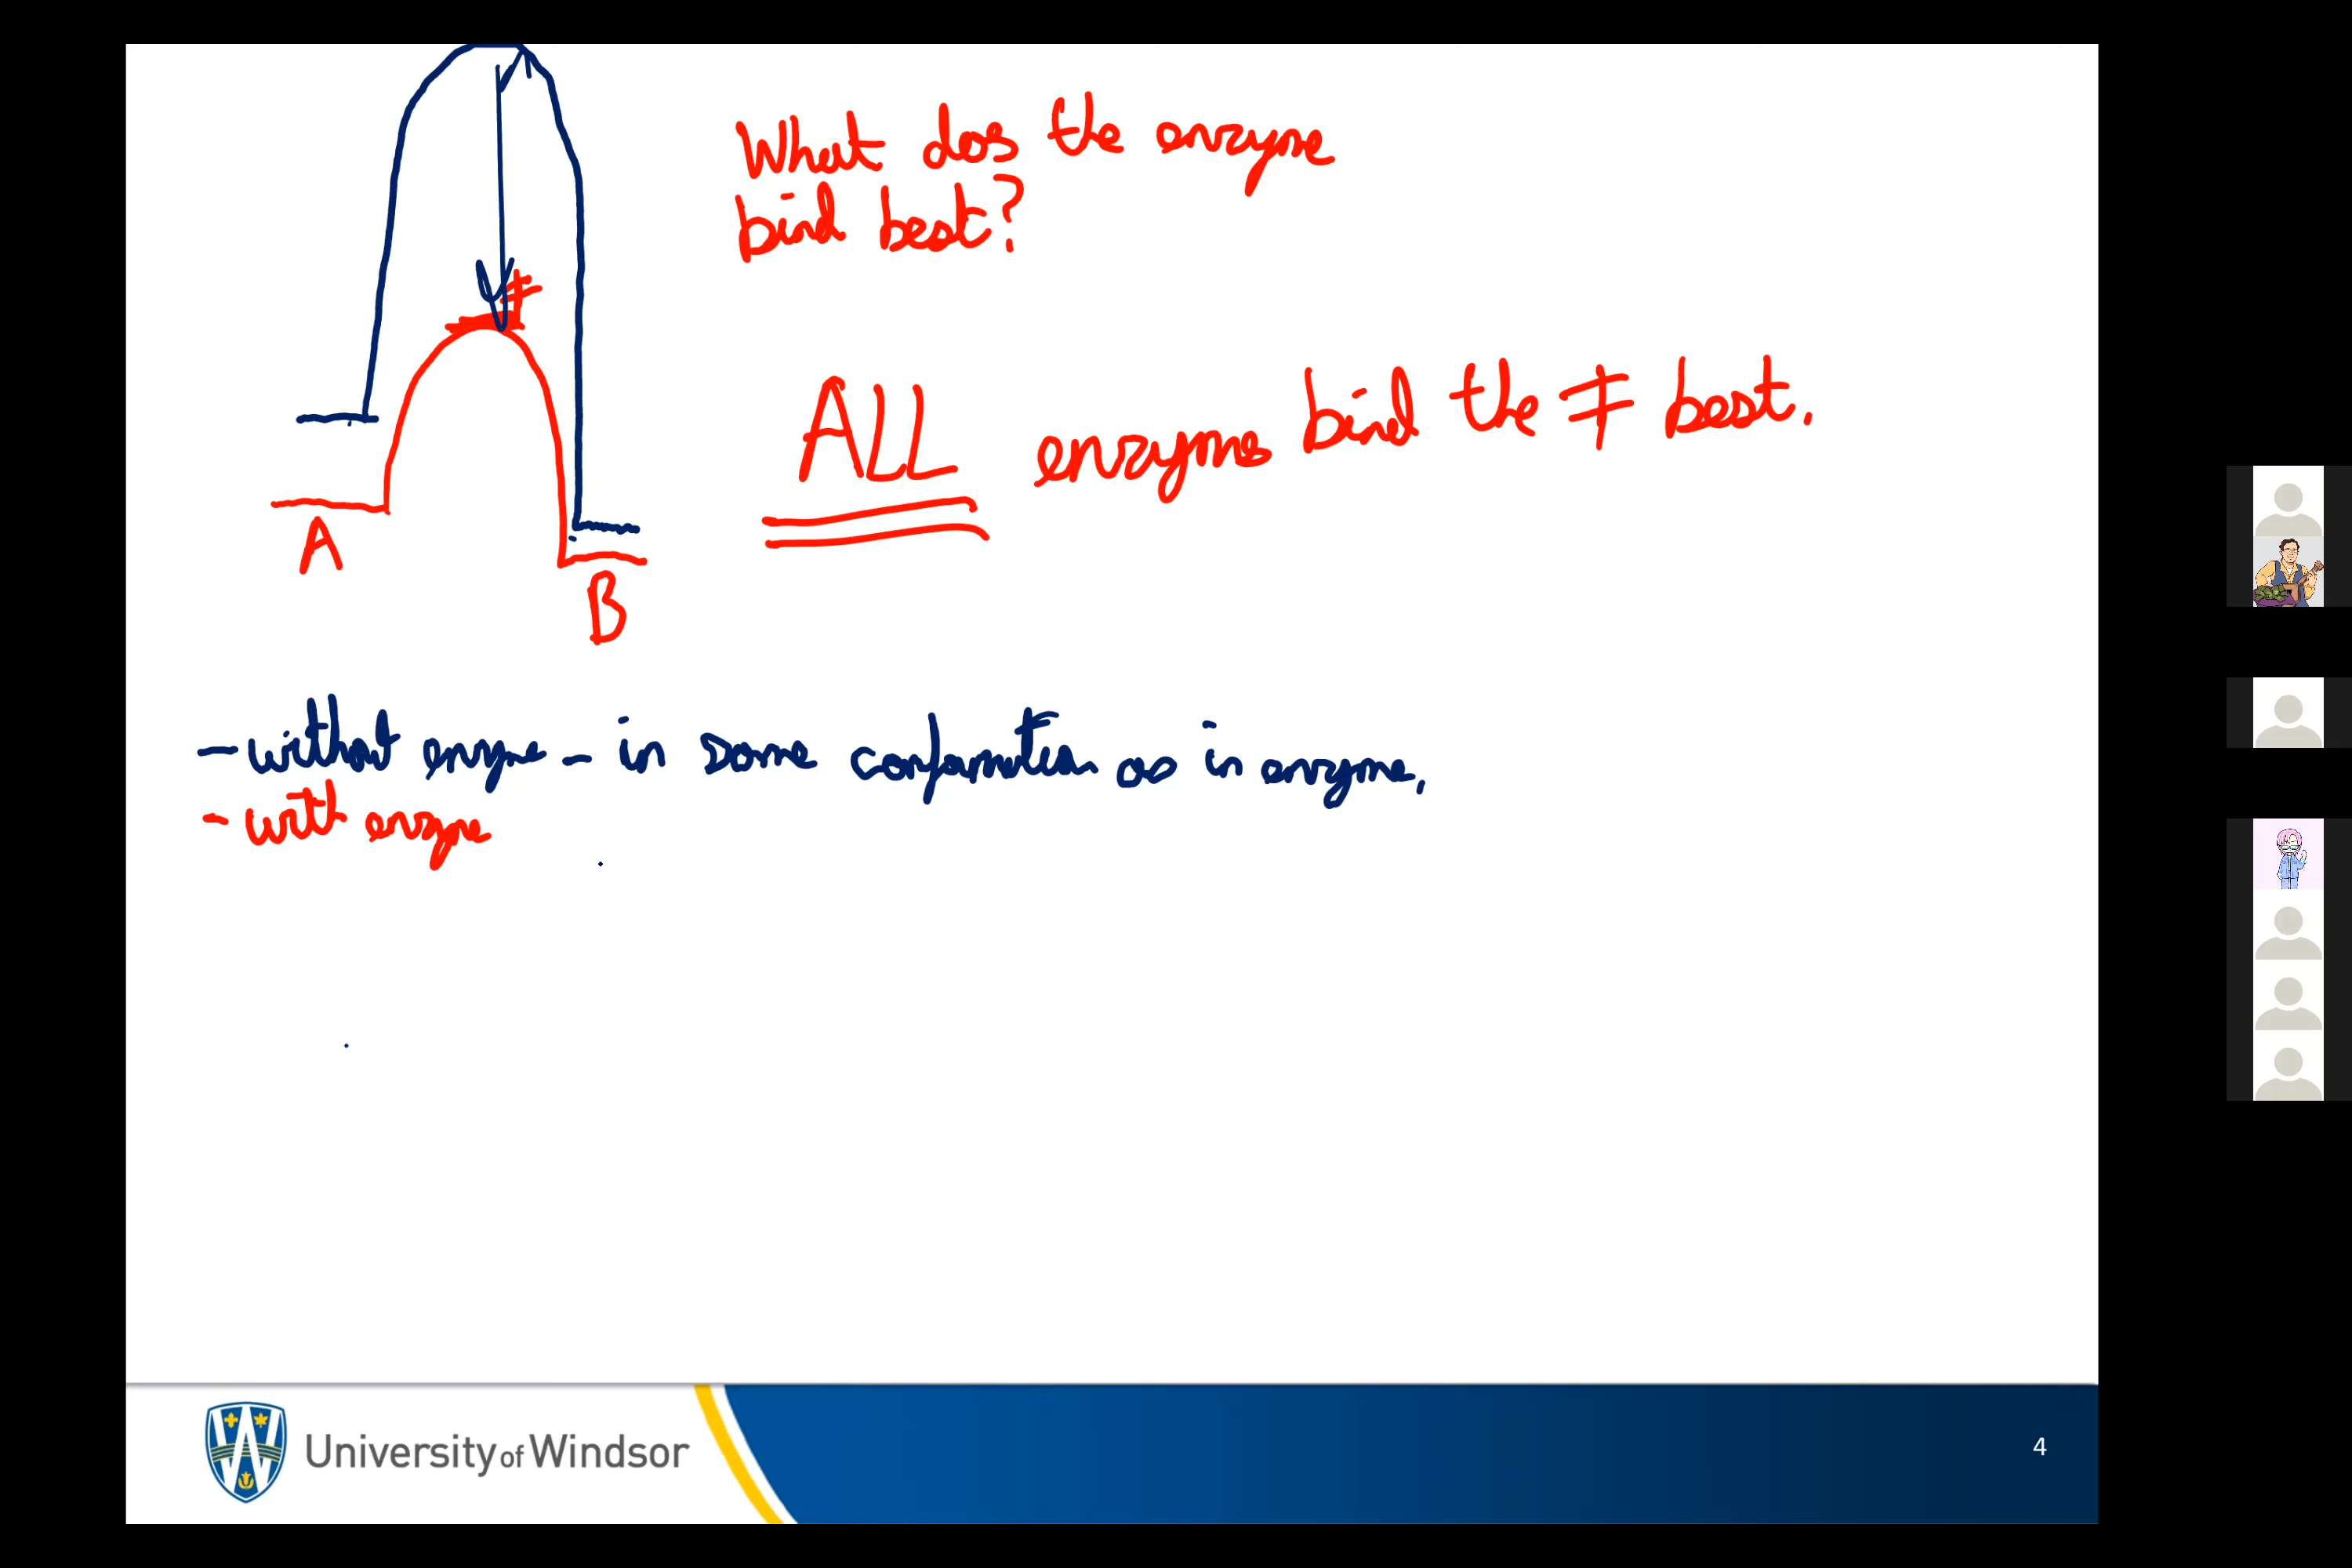 What does the enzyme
bind best?
‡
ALL enzymes bind the ‡ best.
A
B
- without enzyme - in same conformation as in enzyme.
- with enzyme
University of Windsor
4